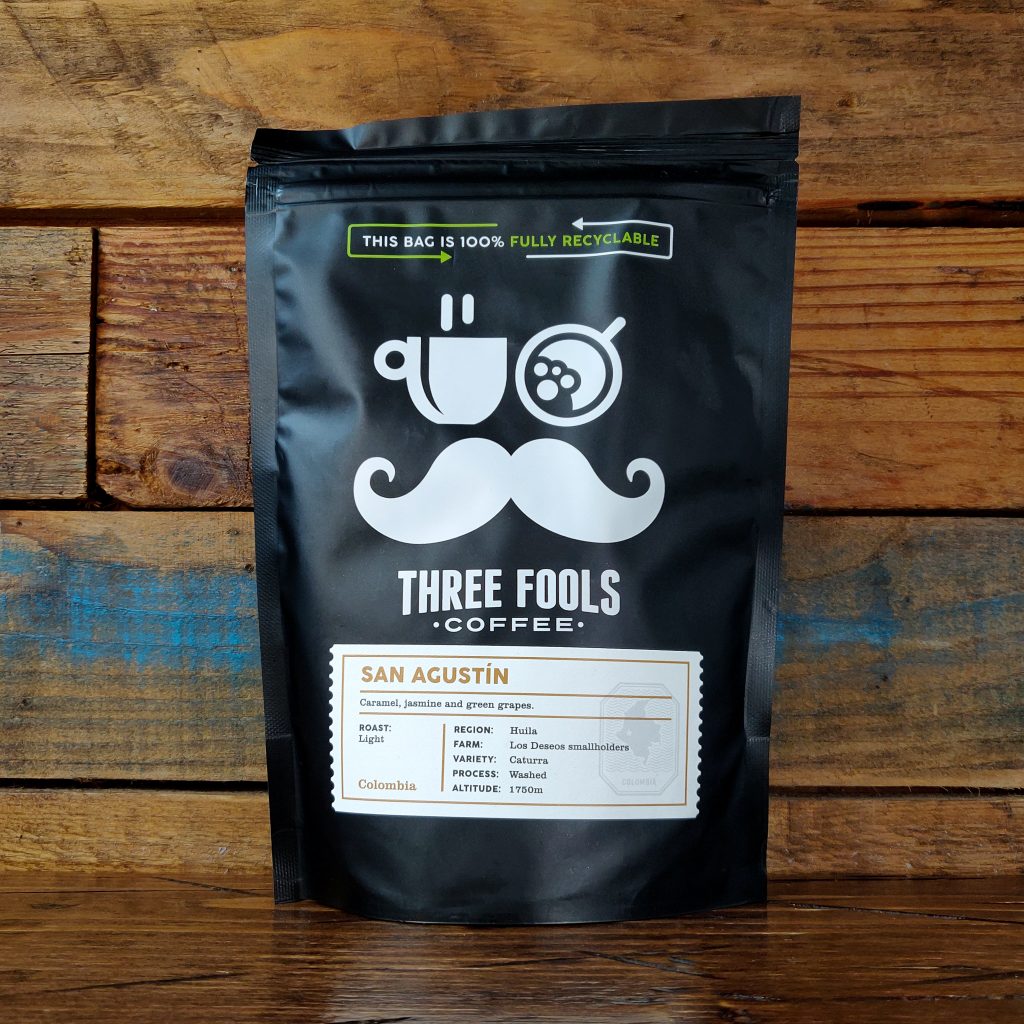 THIS BAG IS 100% FULLY RECYCLABLE
THREE FOOLS
•COFFEE•
SAN AGUSTÍN
Caramel, jasmine and green grapes.
ROAST:
Light
Colombia
REGION: Huila
FARM: Los Deseos smallholders
VARIETY: Caturra
PROCESS: Washed
ALTITUDE: 1750m
COLOMBIA